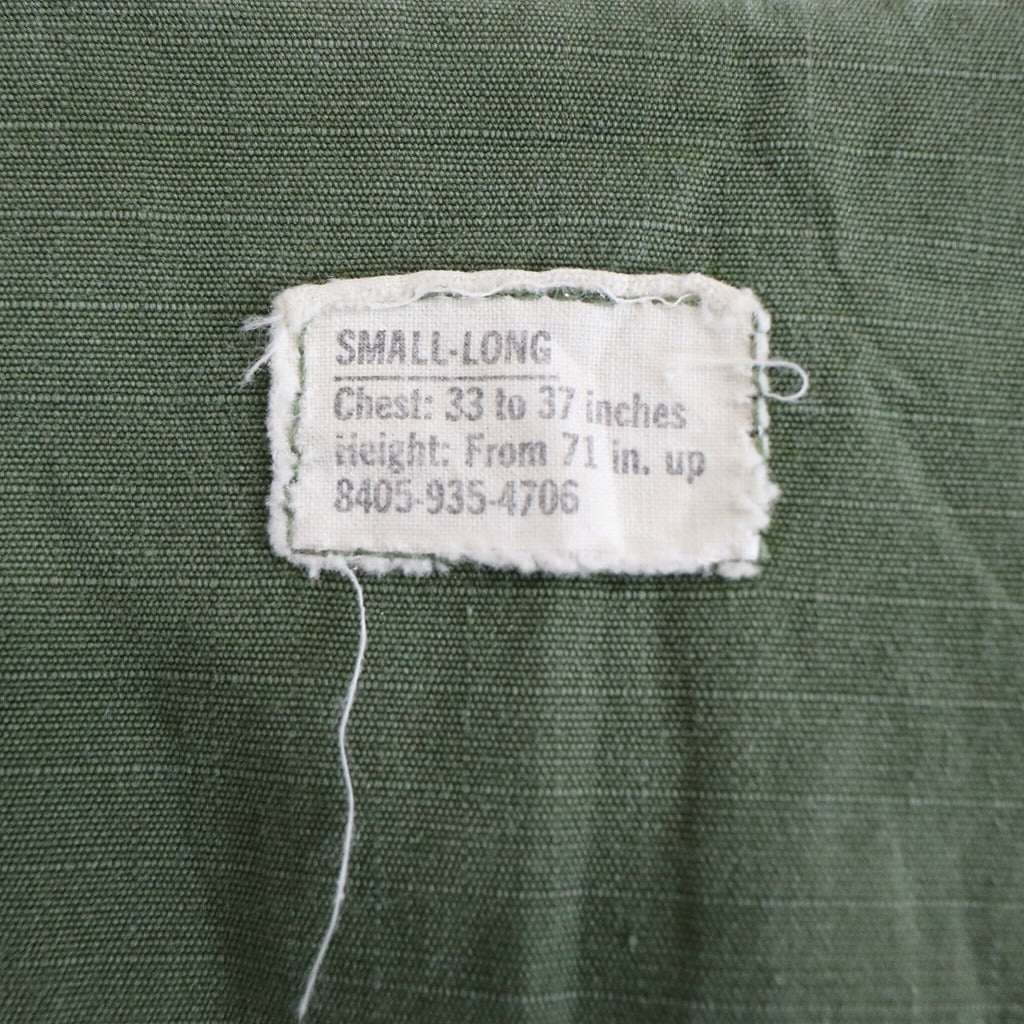 SMALL-LONG
Chest: 33 to 37 inches
Height: From 71 in. up
8405-935-4706